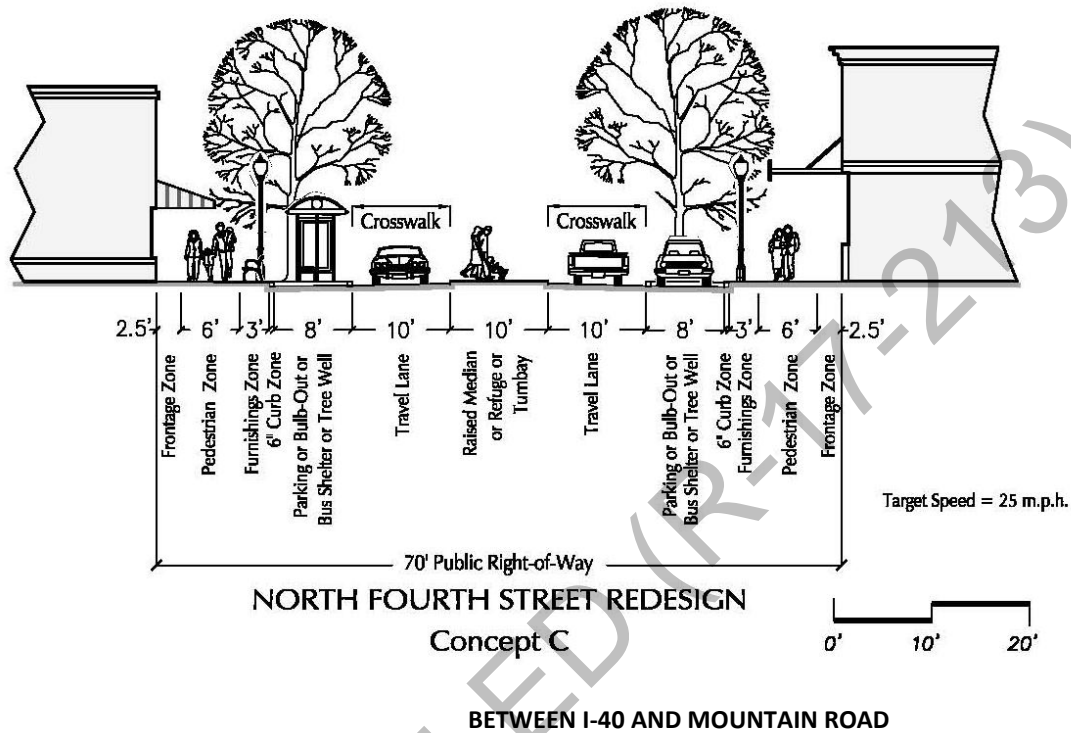 Crosswalk
Crosswalk
2.5' 6' 3' 8' 10' 10' 10' 8' 3' 6' 2.5'
Frontage Zone
Pedestrian Zone
Furnishings Zone
6" Curb Zone
Parking or Bulb-Out or
Bus Shelter or Tree Well
Travel Lane
Raised Median
or Refuge or
Turnbay
Travel Lane
Parking or Bulb-Out or
Bus Shelter or Tree Well
6" Curb Zone
Furnishings Zone
Pedestrian Zone
Frontage Zone
Target Speed = 25 m.p.h.
70' Public Right-of-Way
NORTH FOURTH STREET REDESIGN
Concept C
0' 10' 20'
BETWEEN I-40 AND MOUNTAIN ROAD
LED (R-17-213)